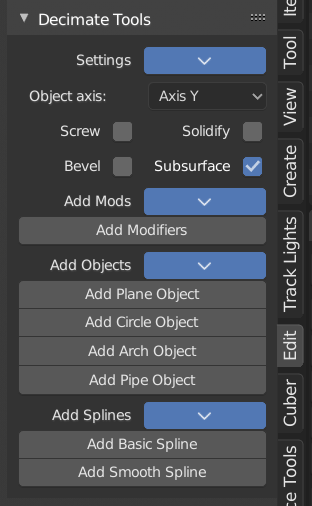 Decimate Tools
Settings
Object axis: Axis Y
Screw Solidify
Bevel Subsurface
Add Mods
Add Modifiers
Add Objects
Add Plane Object
Add Circle Object
Add Arch Object
Add Pipe Object
Add Splines
Add Basic Spline
Add Smooth Spline
Tool
View
Create
Track Lights
Edit
Cuber
Tools